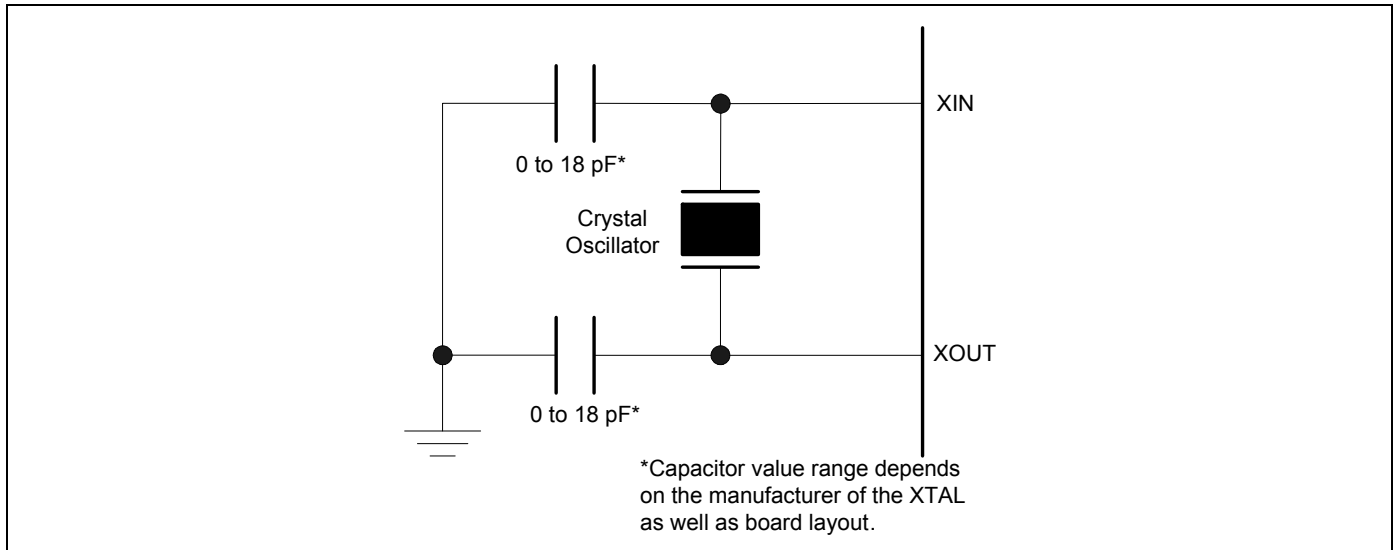 XIN
0 to 18 pF*
Crystal
Oscillator
XOUT
0 to 18 pF*
*Capacitor value range depends
on the manufacturer of the XTAL
as well as board layout.